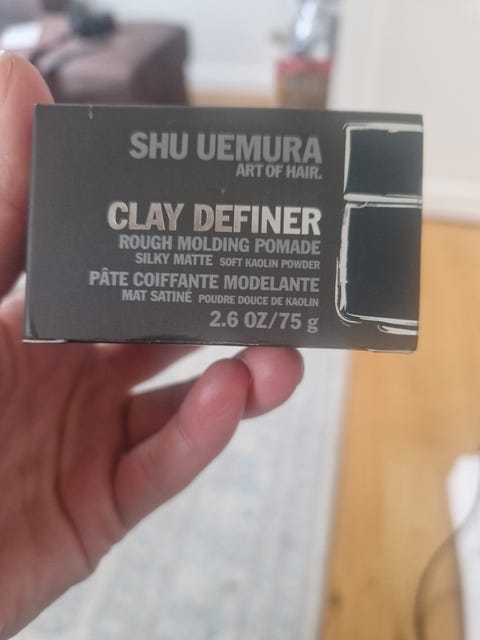 SHU UEMURA
ART OF HAIR.
CLAY DEFINER
ROUGH MOLDING POMADE
SILKY MATTE SOFT KAOLIN POWDER
PÂTE COIFFANTE MODELANTE
MAT SATINÉ POUDRE DOUCE DE KAOLIN
2.6 OZ/75 g